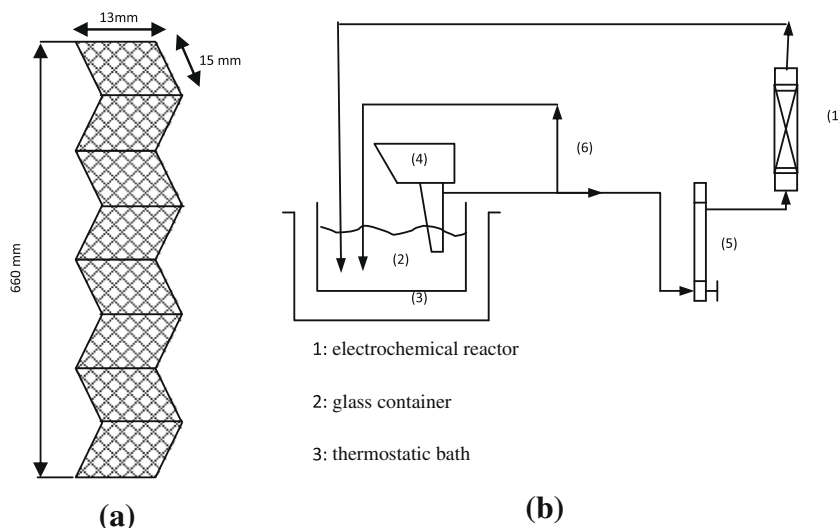 13mm
15 mm
660 mm
(a)
(1
(4)
(6)
(2)
(5)
(3)
1: electrochemical reactor
2: glass container
3: thermostatic bath
(b)